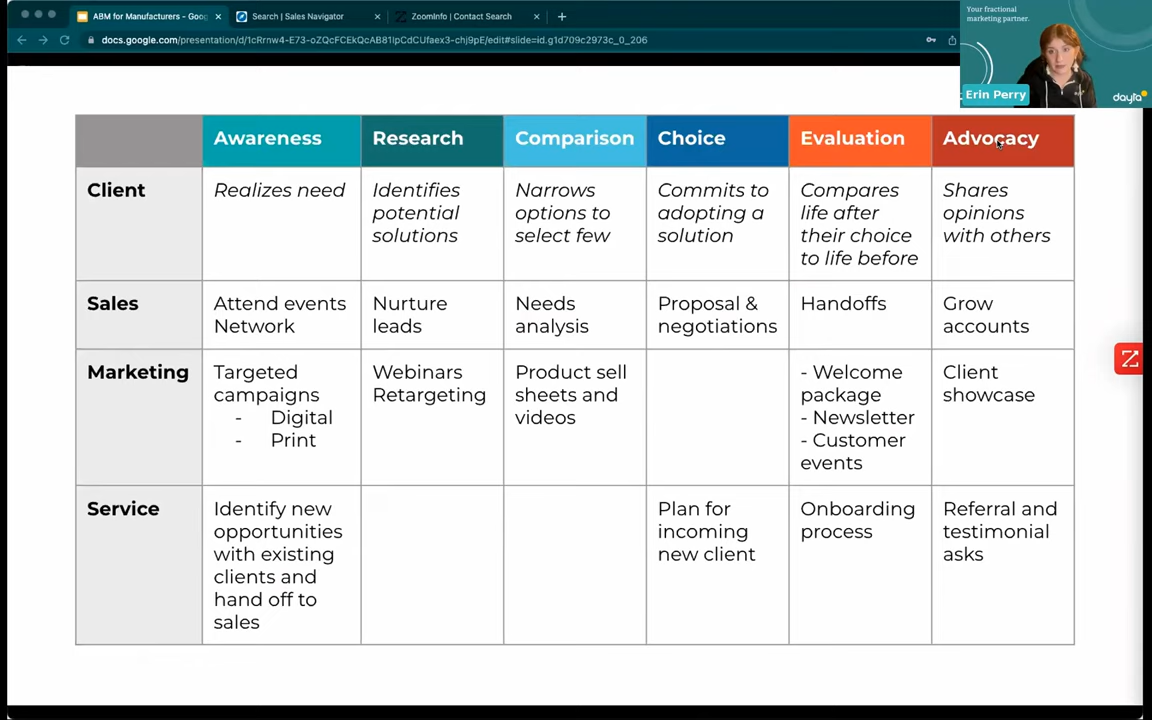 ABM for Manufacturers - Goog
Search | Sales Navigator
ZoomInfo | Contact Search
docs.google.com/presentation/d/1cRrnw4-E73-oZQcFCEkQcAB81lpCdCUfaex3-chj9pE/edit#slide=id.g1d709c2973c_0_206
Your fractional
marketing partner.
Erin Perry
dayta
Awareness Research Comparison Choice Evaluation Advocacy
Client
Realizes need
Identifies
potential
solutions
Narrows
options to
select few
Commits to
adopting a
solution
Compares
life after
their choice
to life before
Shares
opinions
with others
Sales
Attend events
Network
Nurture
leads
Needs
analysis
Proposal &
negotiations
Handoffs
Grow
accounts
Marketing
Targeted
campaigns
- Digital
- Print
Webinars
Retargeting
Product sell
sheets and
videos
- Welcome
package
- Newsletter
- Customer
events
Client
showcase
Service
Identify new
opportunities
with existing
clients and
hand off to
sales
Plan for
incoming
new client
Onboarding
process
Referral and
testimonial
asks